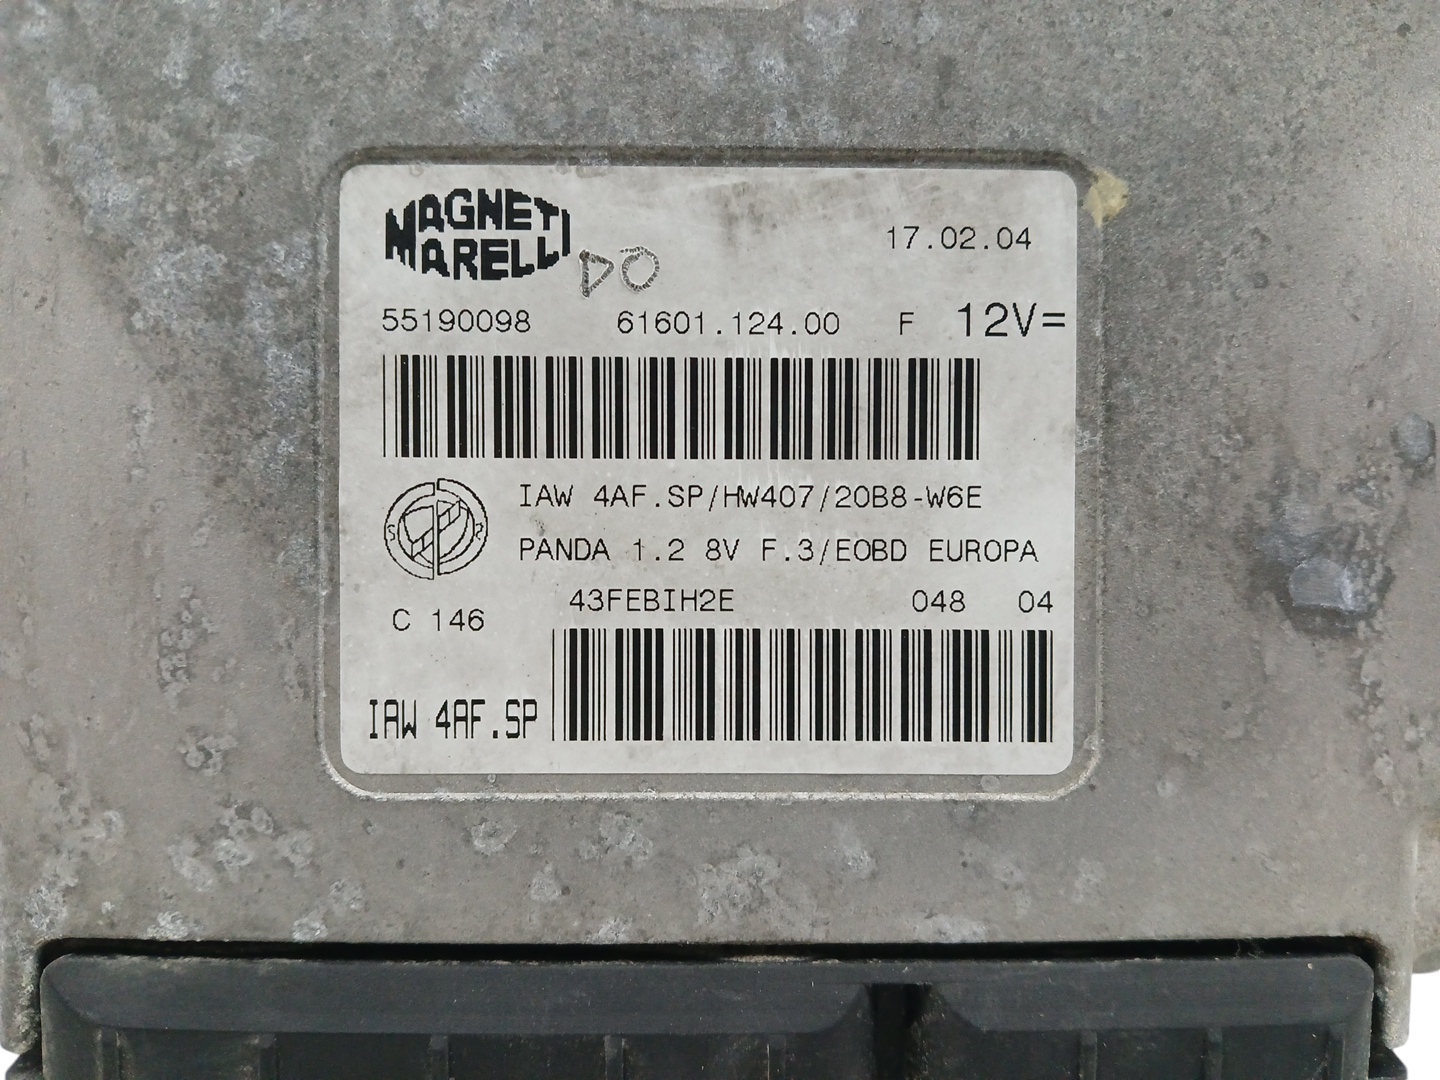 MAGNETI
MARELLI
DO
17.02.04
55190098 61601.124.00 F 12V=
IAW 4AF.SP/HW407/20B8-W6E
PANDA 1.2 8V F.3/EOBD EUROPA
S R
43FEBIH2E 048 04
C 146
IAW 4AF.SP